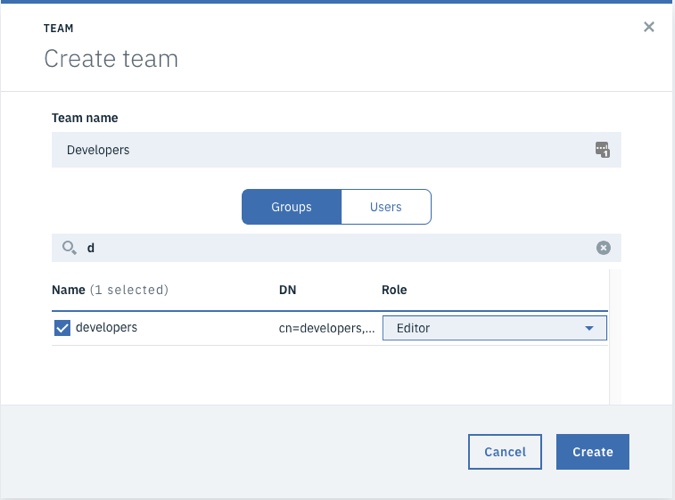 TEAM
Create team
Team name
Developers
Groups Users
d
Name (1 selected) DN Role
developers cn=developers,... Editor
Cancel Create